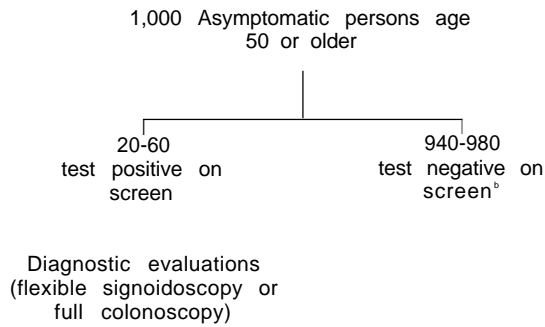 1,000 Asymptomatic persons age
50 or older
20-60
test positive on
screen
940-980
test negative on
screenᵇ
Diagnostic evaluations
(flexible signoidoscopy or
full colonoscopy)